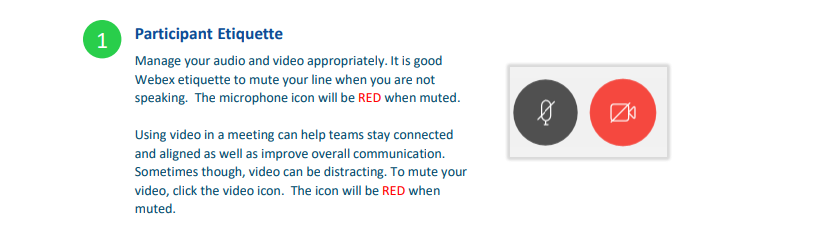 1
Participant Etiquette
Manage your audio and video appropriately. It is good
Webex etiquette to mute your line when you are not
speaking.  The microphone icon will be RED when muted.
Using video in a meeting can help teams stay connected
and aligned as well as improve overall communication.
Sometimes though, video can be distracting. To mute your
video, click the video icon.  The icon will be RED when
muted.